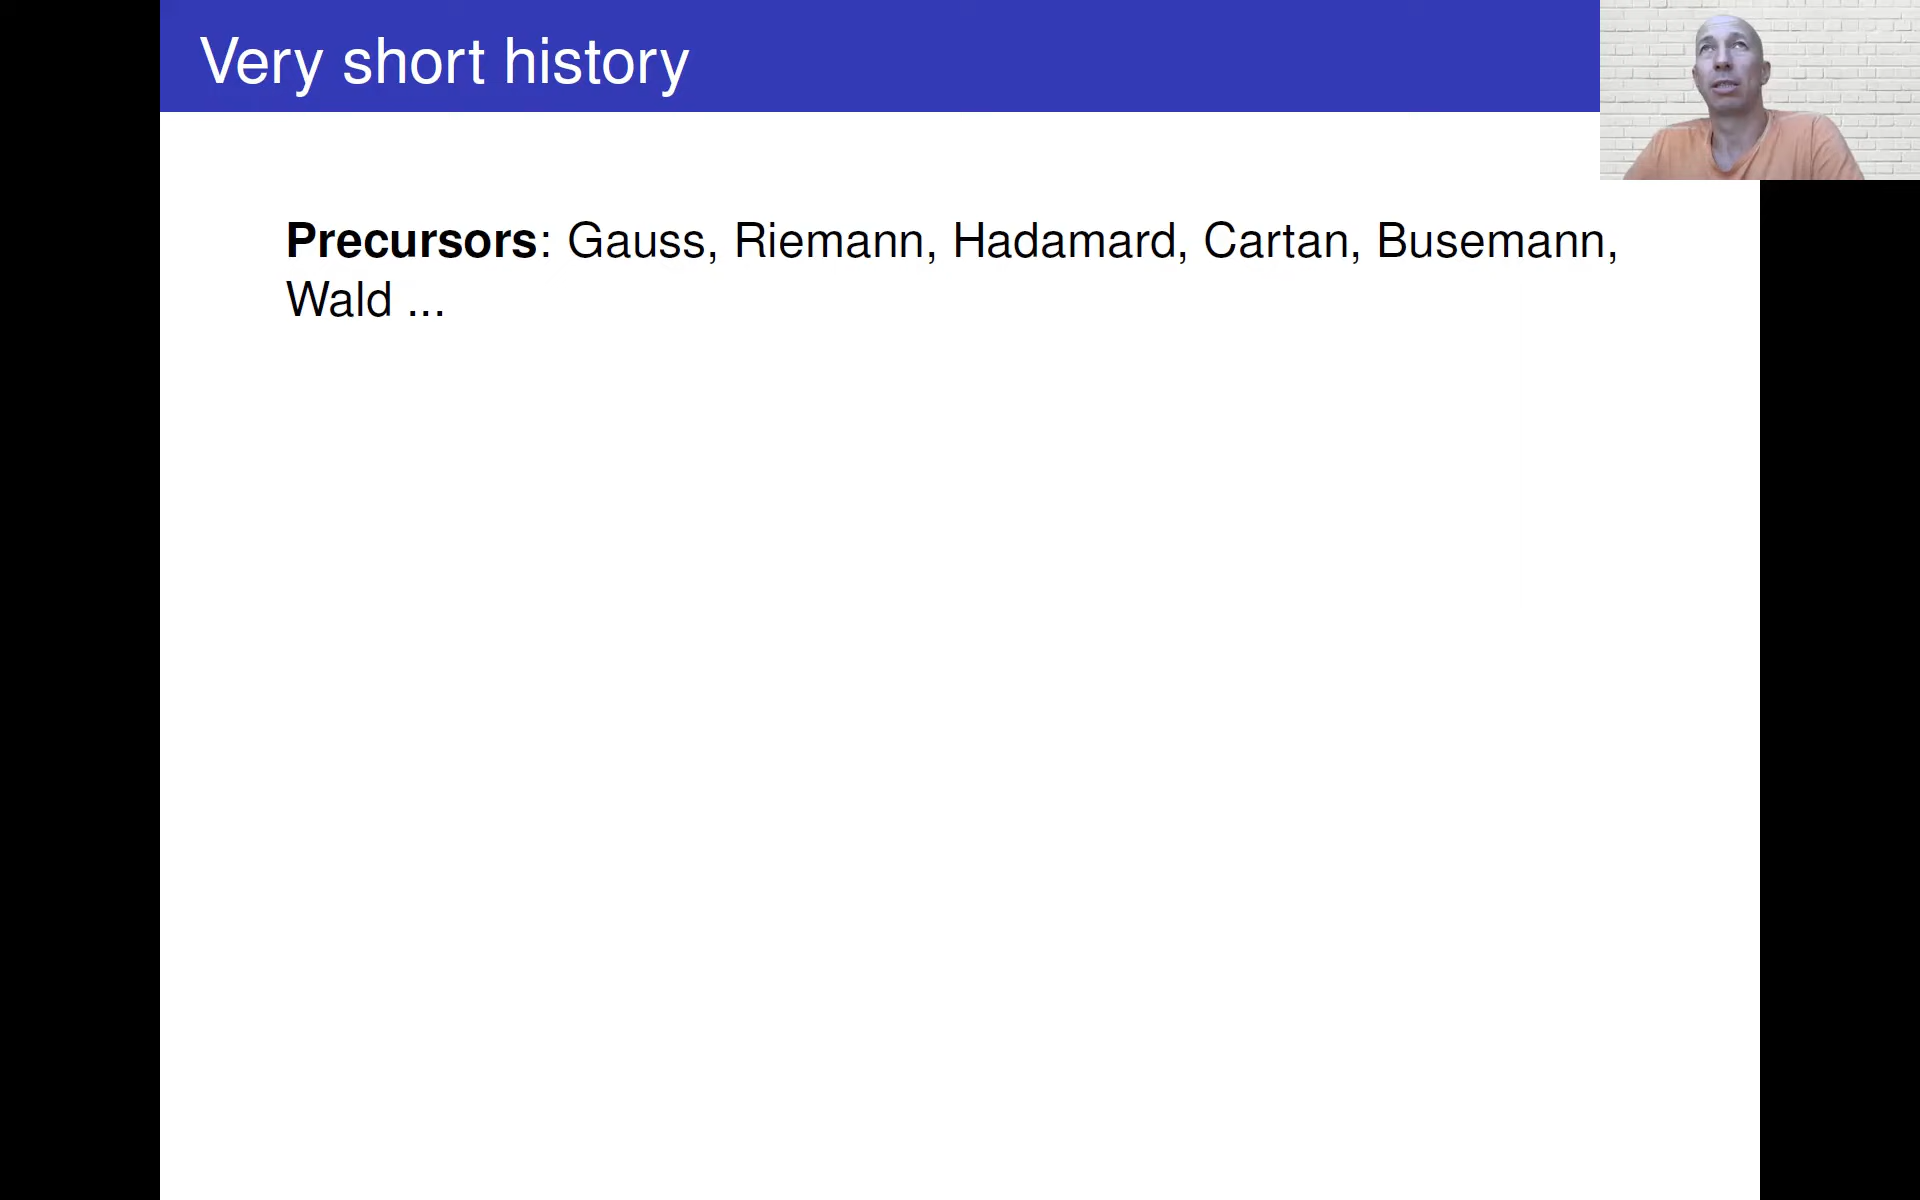 Very short history
Precursors: Gauss, Riemann, Hadamard, Cartan, Busemann,
Wald ...